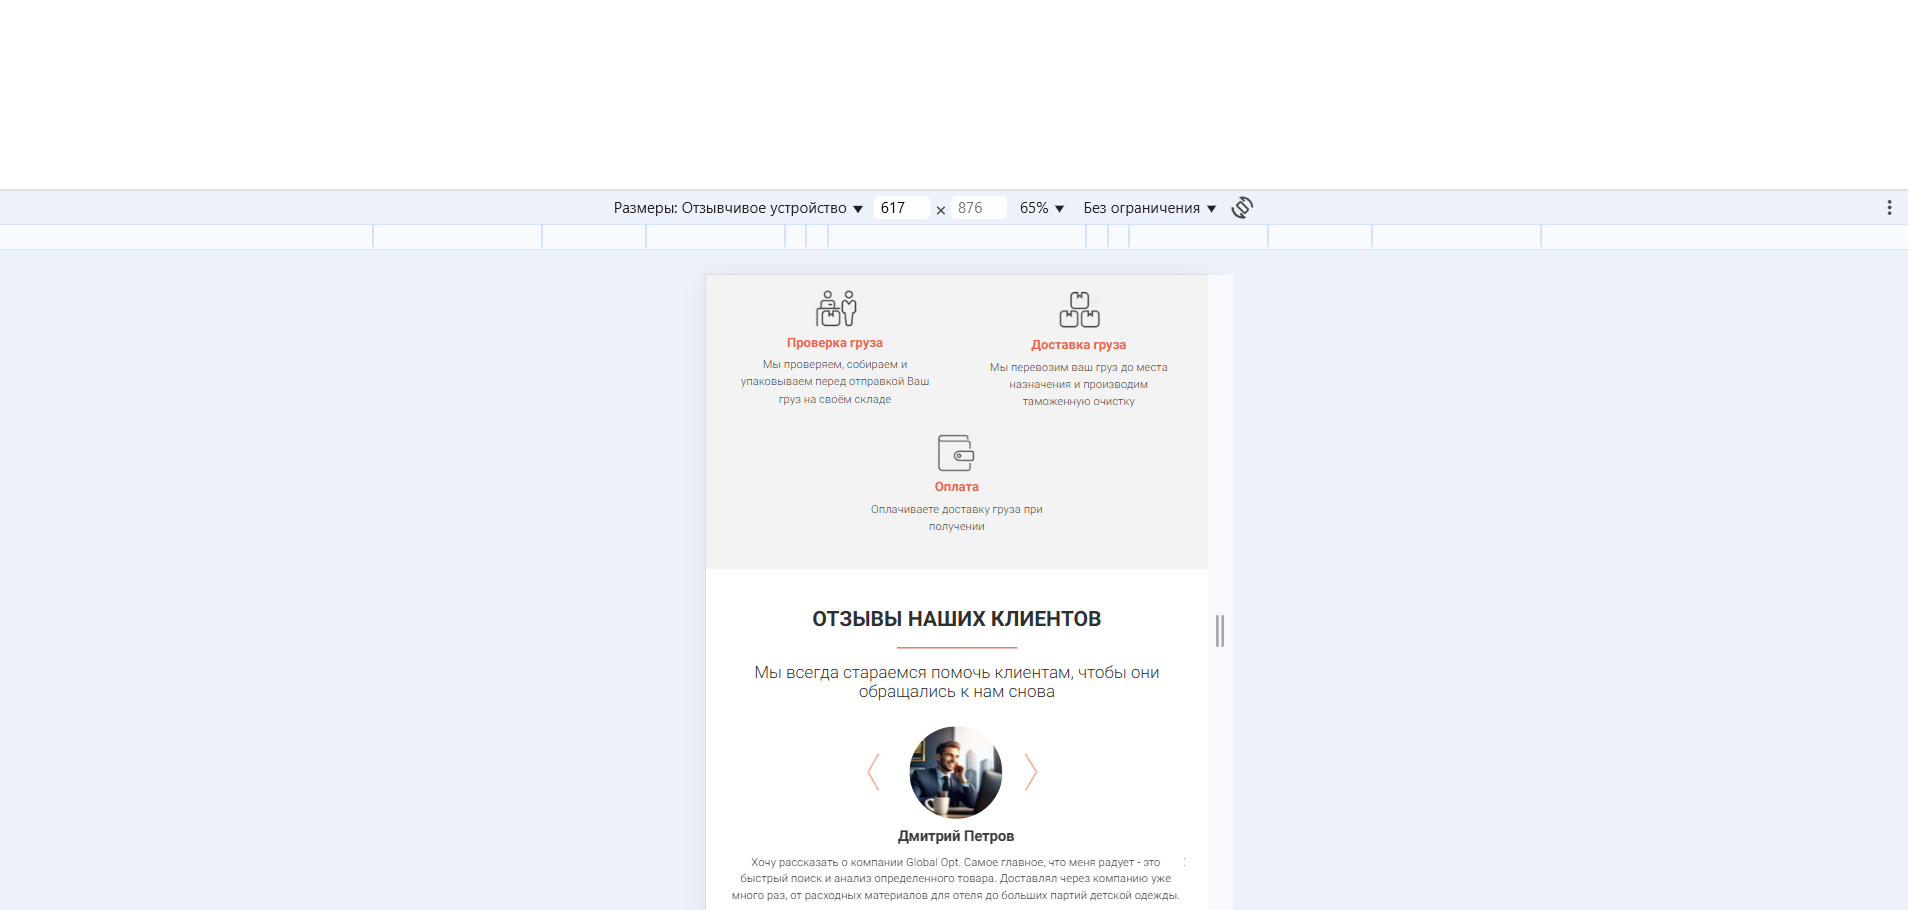 Размеры: Отзывчивое устройство 617 × 876 65% Без ограничения
Проверка груза
Мы проверяем, собираем и
упаковываем перед отправкой Ваш
груз на своём складе
Доставка груза
Мы перевозим ваш груз до места
назначения и производим
таможенную очистку
Оплата
Оплачиваете доставку груза при
получении
ОТЗЫВЫ НАШИХ КЛИЕНТОВ
Мы всегда стараемся помочь клиентам, чтобы они
обращались к нам снова
Дмитрий Петров
Хочу рассказать о компании Global Opt. Самое главное, что меня радует - это
быстрый поиск и анализ определенного товара. Доставлял через компанию уже
много раз, от расходных материалов для отеля до больших партий детской одежды.